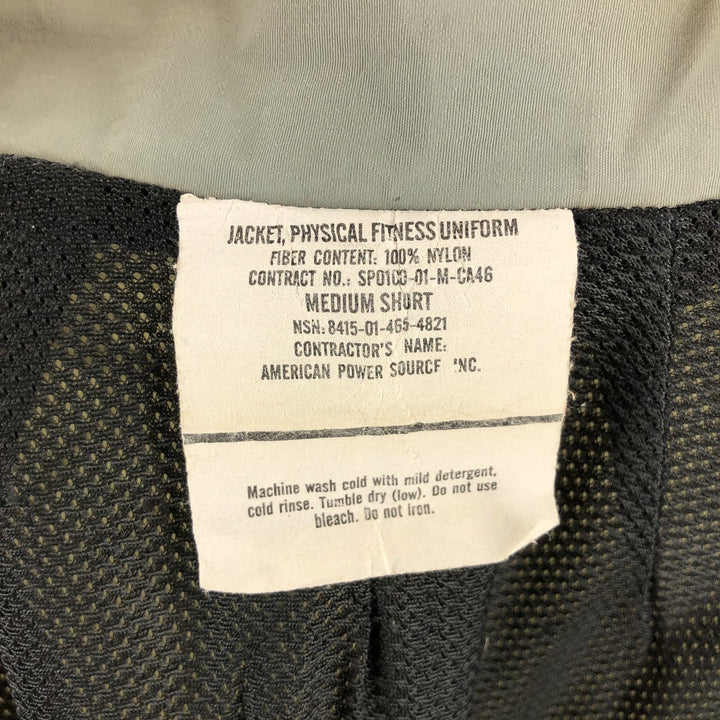 JACKET, PHYSICAL FITNESS UNIFORM
FIBER CONTENT: 100% NYLON
CONTRACT NO.: SP0100-01-M-CA46
MEDIUM SHORT
NSN: 8415-01-465-4821
CONTRACTOR'S NAME:
AMERICAN POWER SOURCE INC.
Machine wash cold with mild detergent,
cold rinse. Tumble dry (low). Do not use
bleach. Do not iron.